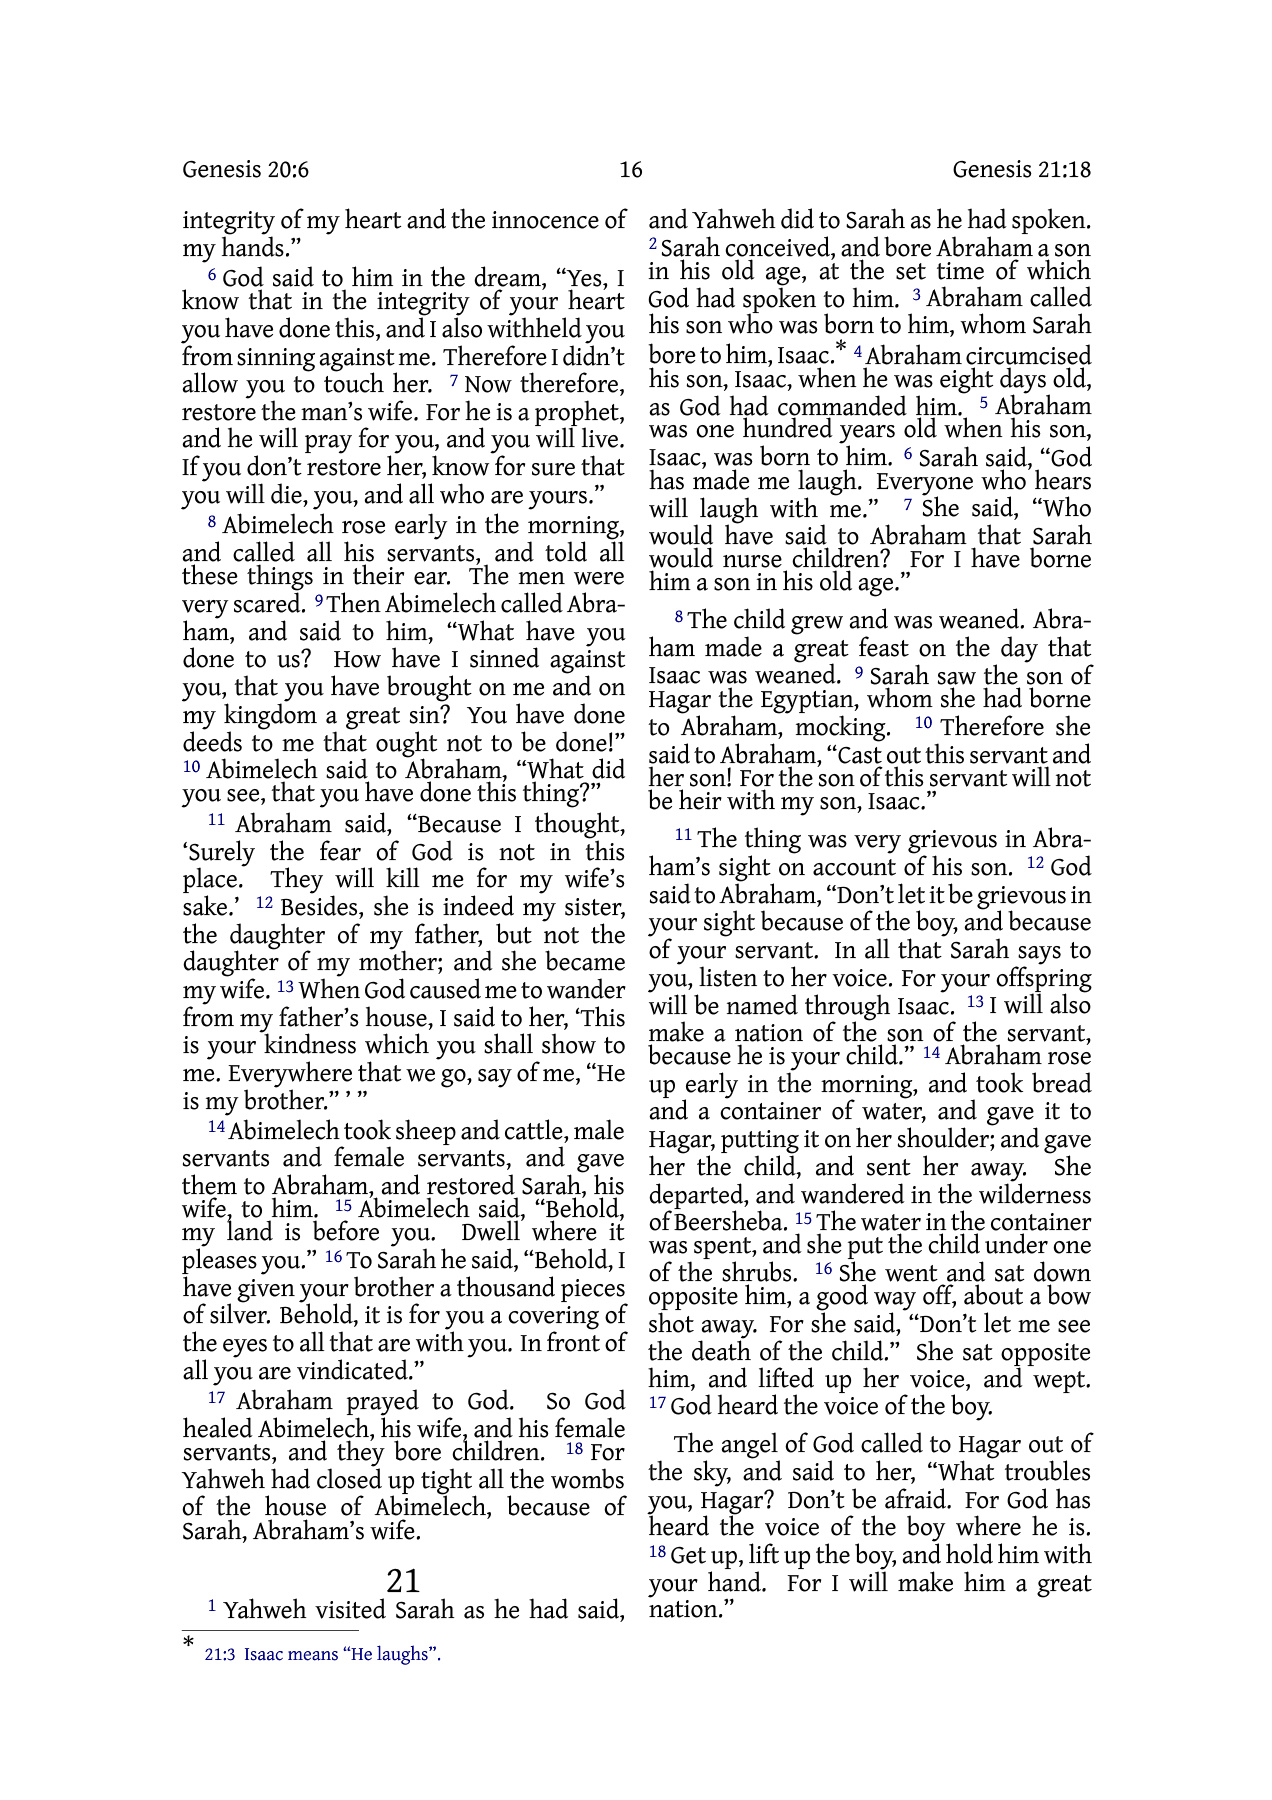 Genesis 20:6 16 Genesis 21:18
integrity of my heart and the innocence of
my hands.”
6 God said to him in the dream, “Yes, I
know that in the integrity of your heart
you have done this, and I also withheld you
from sinning against me. Therefore I didn’t
allow you to touch her. 7 Now therefore,
restore the man’s wife. For he is a prophet,
and he will pray for you, and you will live.
If you don’t restore her, know for sure that
you will die, you, and all who are yours.”
8 Abimelech rose early in the morning,
and called all his servants, and told all
these things in their ear. The men were
very scared. 9 Then Abimelech called Abra-
ham, and said to him, “What have you
done to us? How have I sinned against
you, that you have brought on me and on
my kingdom a great sin? You have done
deeds to me that ought not to be done!”
10 Abimelech said to Abraham, “What did
you see, that you have done this thing?”
11 Abraham said, “Because I thought,
‘Surely the fear of God is not in this
place. They will kill me for my wife’s
sake.’ 12 Besides, she is indeed my sister,
the daughter of my father, but not the
daughter of my mother; and she became
my wife. 13 When God caused me to wander
from my father’s house, I said to her, ‘This
is your kindness which you shall show to
me. Everywhere that we go, say of me, “He
is my brother.” ’ ”
14 Abimelech took sheep and cattle, male
servants and female servants, and gave
them to Abraham, and restored Sarah, his
wife, to him. 15 Abimelech said, “Behold,
my land is before you. Dwell where it
pleases you.” 16 To Sarah he said, “Behold, I
have given your brother a thousand pieces
of silver. Behold, it is for you a covering of
the eyes to all that are with you. In front of
all you are vindicated.”
17 Abraham prayed to God. So God
healed Abimelech, his wife, and his female
servants, and they bore children. 18 For
Yahweh had closed up tight all the wombs
of the house of Abimelech, because of
Sarah, Abraham’s wife.
21
1 Yahweh visited Sarah as he had said,
and Yahweh did to Sarah as he had spoken.
2 Sarah conceived, and bore Abraham a son
in his old age, at the set time of which
God had spoken to him. 3 Abraham called
his son who was born to him, whom Sarah
bore to him, Isaac.* 4 Abraham circumcised
his son, Isaac, when he was eight days old,
as God had commanded him. 5 Abraham
was one hundred years old when his son,
Isaac, was born to him. 6 Sarah said, “God
has made me laugh. Everyone who hears
will laugh with me.” 7 She said, “Who
would have said to Abraham that Sarah
would nurse children? For I have borne
him a son in his old age.”
8 The child grew and was weaned. Abra-
ham made a great feast on the day that
Isaac was weaned. 9 Sarah saw the son of
Hagar the Egyptian, whom she had borne
to Abraham, mocking. 10 Therefore she
said to Abraham, “Cast out this servant and
her son! For the son of this servant will not
be heir with my son, Isaac.”
11 The thing was very grievous in Abra-
ham’s sight on account of his son. 12 God
said to Abraham, “Don’t let it be grievous in
your sight because of the boy, and because
of your servant. In all that Sarah says to
you, listen to her voice. For your offspring
will be named through Isaac. 13 I will also
make a nation of the son of the servant,
because he is your child.” 14 Abraham rose
up early in the morning, and took bread
and a container of water, and gave it to
Hagar, putting it on her shoulder; and gave
her the child, and sent her away. She
departed, and wandered in the wilderness
of Beersheba. 15 The water in the container
was spent, and she put the child under one
of the shrubs. 16 She went and sat down
opposite him, a good way off, about a bow
shot away. For she said, “Don’t let me see
the death of the child.” She sat opposite
him, and lifted up her voice, and wept.
17 God heard the voice of the boy.
The angel of God called to Hagar out of
the sky, and said to her, “What troubles
you, Hagar? Don’t be afraid. For God has
heard the voice of the boy where he is.
18 Get up, lift up the boy, and hold him with
your hand. For I will make him a great
nation.”
* 21:3 Isaac means “He laughs”.